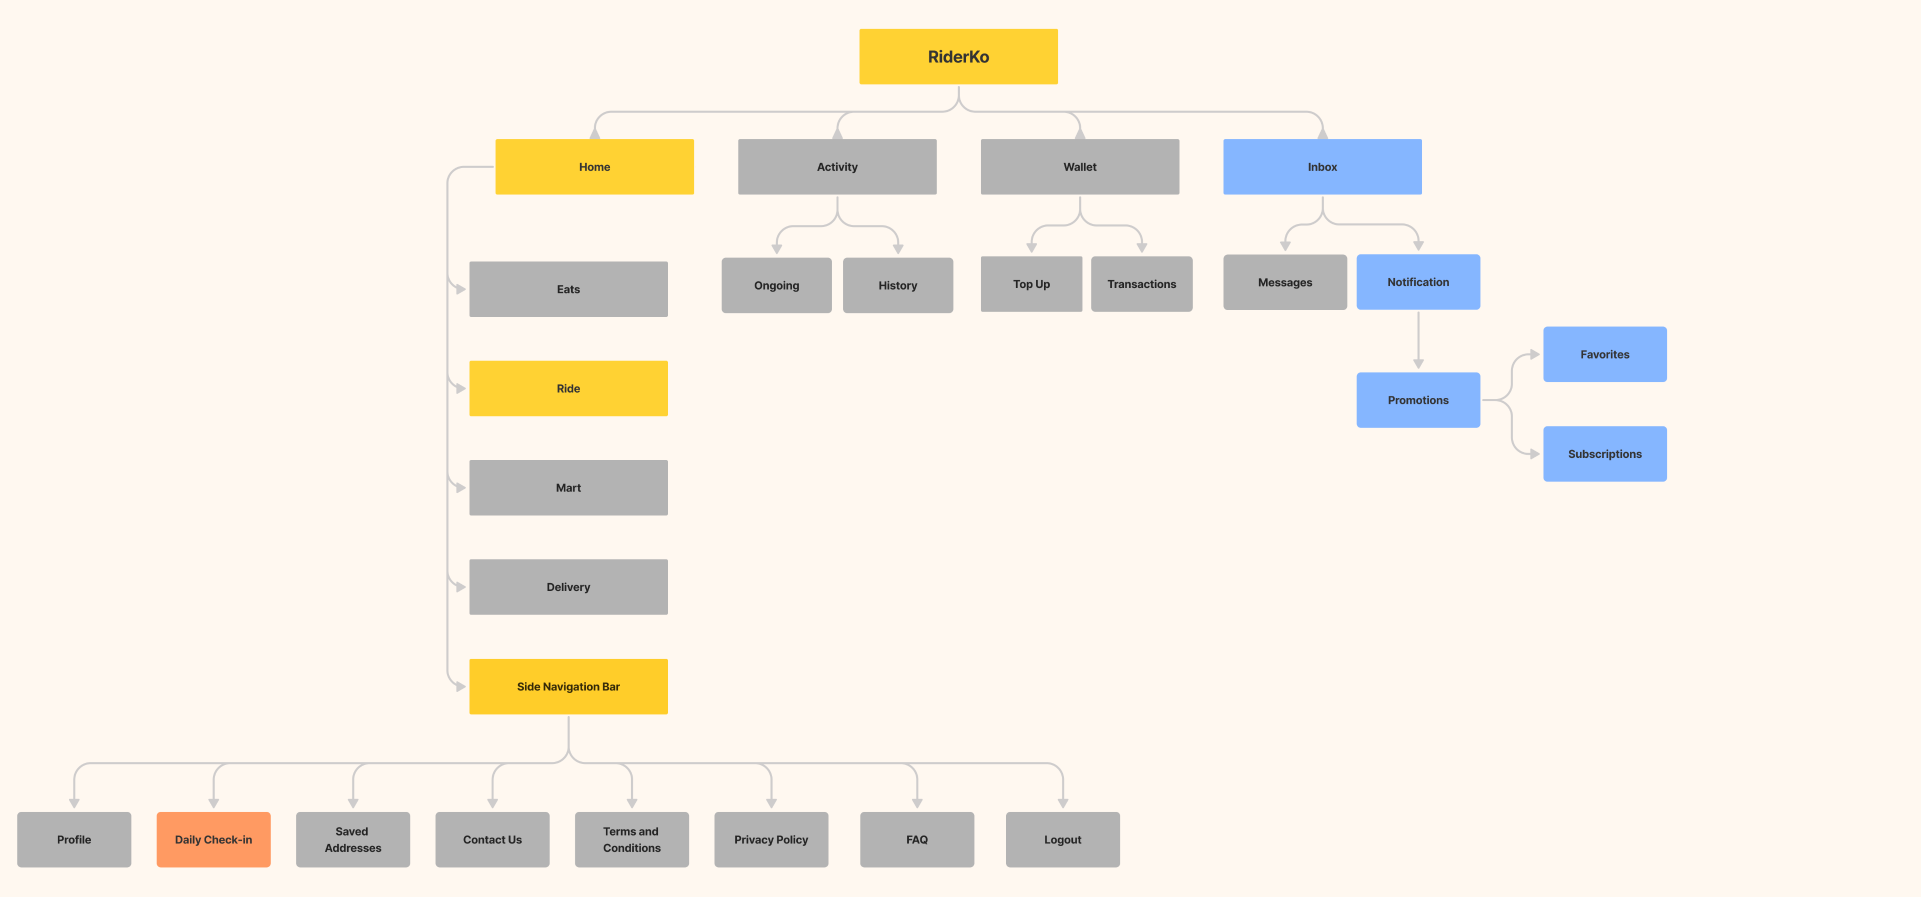 RiderKo
Home
Activity
Wallet
Inbox
Eats
Ongoing
History
Top Up
Transactions
Messages
Notification
Favorites
Ride
Promotions
Subscriptions
Mart
Delivery
Side Navigation Bar
Profile
Daily Check-in
Saved
Addresses
Contact Us
Terms and
Conditions
Privacy Policy
FAQ
Logout